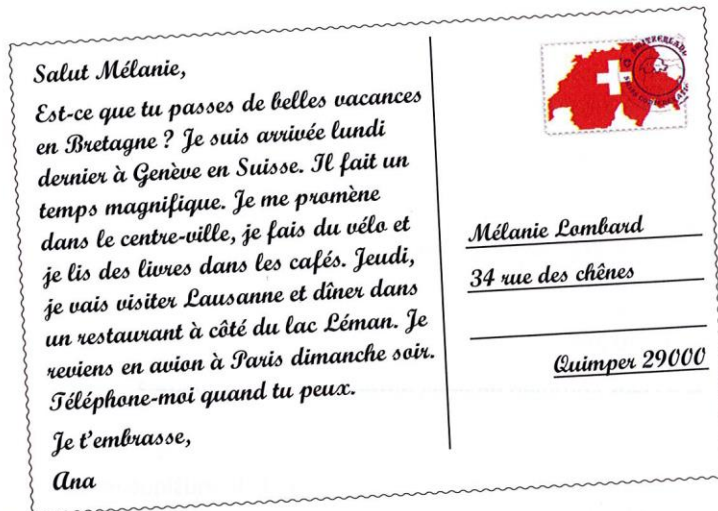 Salut Mélanie,
Est-ce que tu passes de belles vacances
en Bretagne ? Je suis arrivée lundi
dernier à Genève en Suisse. Il fait un
temps magnifique. Je me promène
dans le centre-ville, je fais du vélo et
je lis des livres dans les cafés. Jeudi,
je vais visiter Lausanne et dîner dans
un restaurant à côté du lac Léman. Je
reviens en avion à Paris dimanche soir.
Téléphone-moi quand tu peux.
Je t'embrasse,
Ana
SWITZERLAND
Mélanie Lombard
34 rue des chênes
Quimper 29000